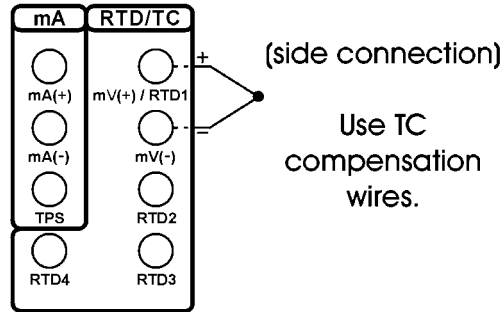 mA RTD/TC
+
(side connection)
mA(+) mV(+) / RTD1
Use TC
mA(-) mV(-)
compensation
wires.
TPS RTD2
RTD4 RTD3